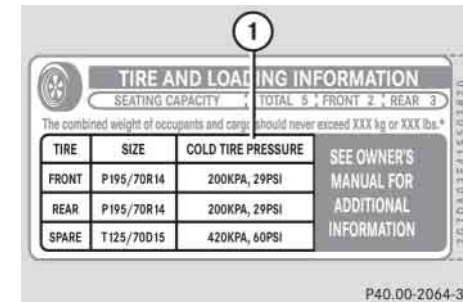 1
TIRE AND LOADING INFORMATION
SEATING CAPACITY TOTAL 5 FRONT 2 REAR 3
The combined weight of occupants and cargo should never exceed XXX kg or XXX lbs.*
TIRE SIZE COLD TIRE PRESSURE
FRONT P195/70R14 200KPA, 29PSI
REAR P195/70R14 200KPA, 29PSI
SPARE T125/70D15 420KPA, 60PSI
SEE OWNER'S
MANUAL FOR
ADDITIONAL
INFORMATION
P40.00-2064-3